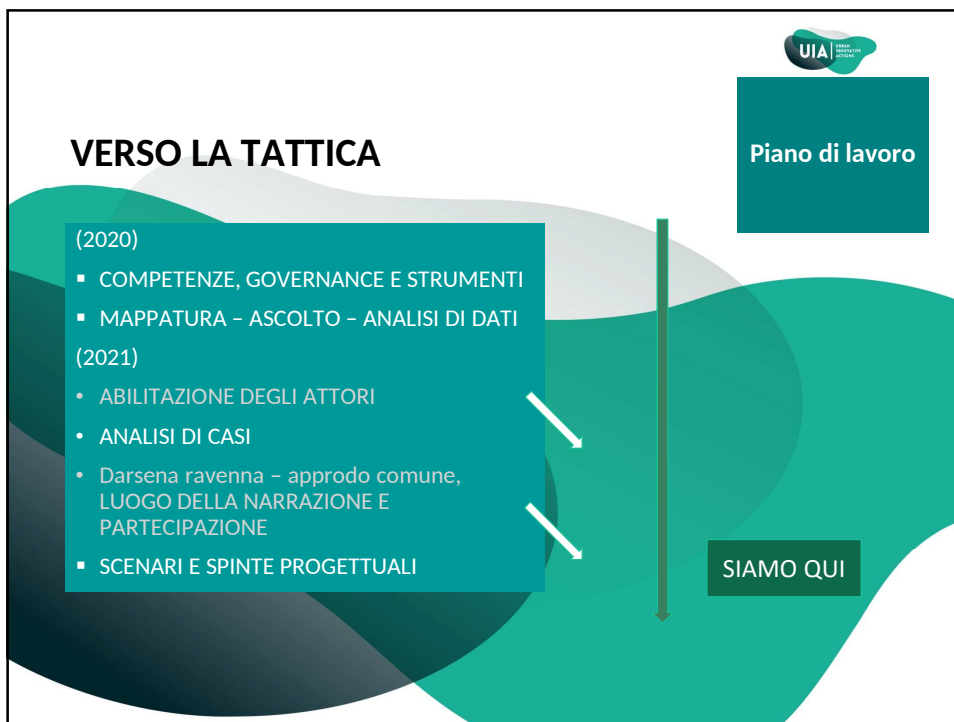 UIA URBAN
INNOVATIVE
ACTIONS
VERSO LA TATTICA
Piano di lavoro
(2020)
▪ COMPETENZE, GOVERNANCE E STRUMENTI
▪ MAPPATURA – ASCOLTO – ANALISI DI DATI
(2021)
• ABILITAZIONE DEGLI ATTORI
• ANALISI DI CASI
• Darsena ravenna – approdo comune,
LUOGO DELLA NARRAZIONE E
PARTECIPAZIONE
▪ SCENARI E SPINTE PROGETTUALI
SIAMO QUI